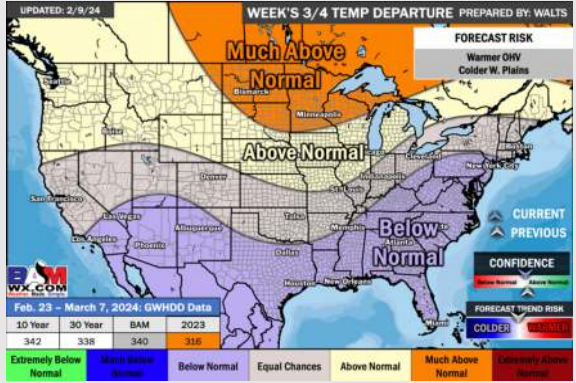 UPDATED: 2/9/24
WEEK'S 3/4 TEMP DEPARTURE
PREPARED BY: WALTS
FORECAST RISK
Warmer OHV
Colder W. Plains
Much Above
Normal
Seattle
Bismarck
Minneapolis
Boise
Above Normal
Cleveland
Boston
New York City
Indianapolis
Denver
St. Louis
San Francisco
Las Vegas
Tulsa
Los Angeles
Albuquerque
Memphis
Below
Normal
Atlanta
Phoenix
Dallas
Houston
New Orleans
Miami
CURRENT
PREVIOUS
CONFIDENCE
Below Normal
Above Normal
FORECAST TREND RISK
COLDER
WARMER
BAM
WX.COM
Feb. 23 – March 7, 2024: GWHDD Data
10 Year
30 Year
BAM
2023
342
338
340
316
Extremely Below
Normal
Much Below
Normal
Below Normal
Equal Chances
Above Normal
Much Above
Normal
Extremely Above
Normal